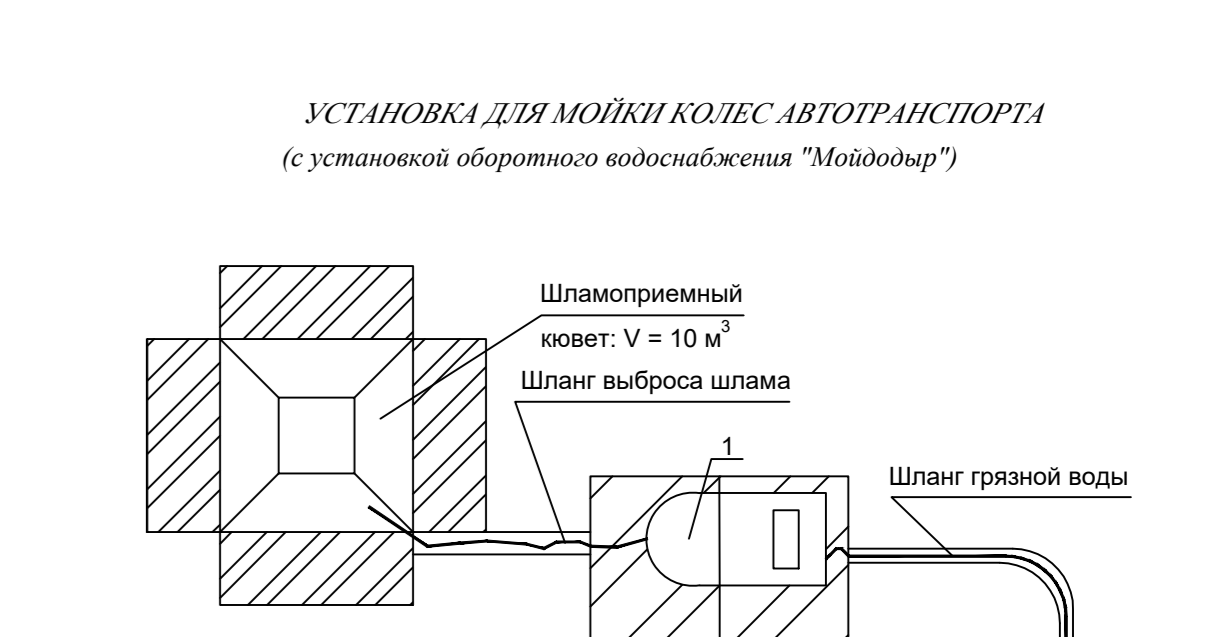 УСТАНОВКА ДЛЯ МОЙКИ КОЛЕС АВТОТРАНСПОРТА
(с установкой оборотного водоснабжения "Мойдодыр")
Шламоприемный
кювет: V = 10 м³
Шланг выброса шлама
1
Шланг грязной воды